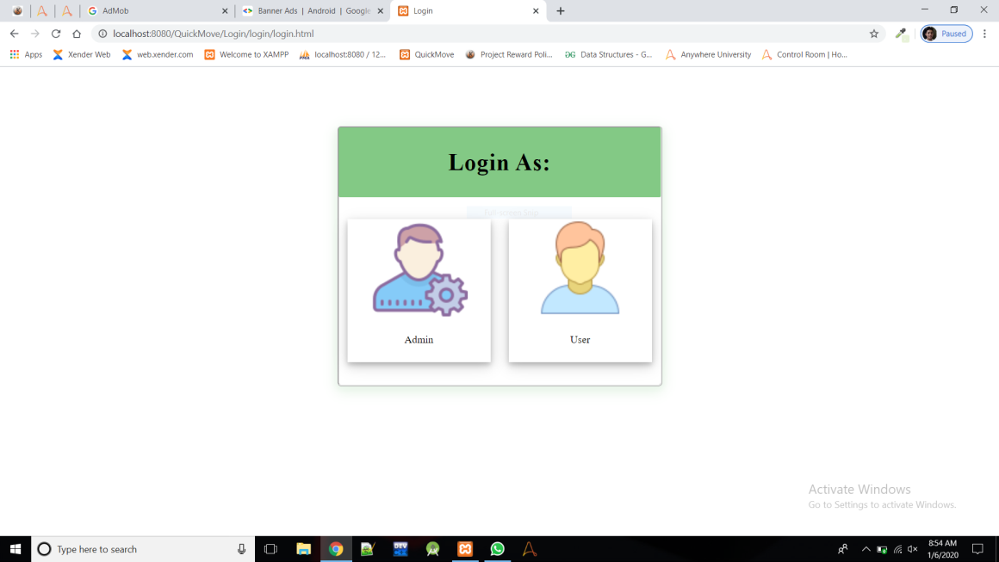 AdMob
Banner Ads | Android | Google
Login
localhost:8080/QuickMove/Login/login/login.html
Paused
Apps
Xender Web
web.xender.com
Welcome to XAMPP
localhost:8080 / 12...
QuickMove
Project Reward Poli...
Data Structures - G...
Anywhere University
Control Room | Ho...
Login As:
Admin
User
Activate Windows
Go to Settings to activate Windows.
Type here to search
DEV
8:54 AM
1/6/2020